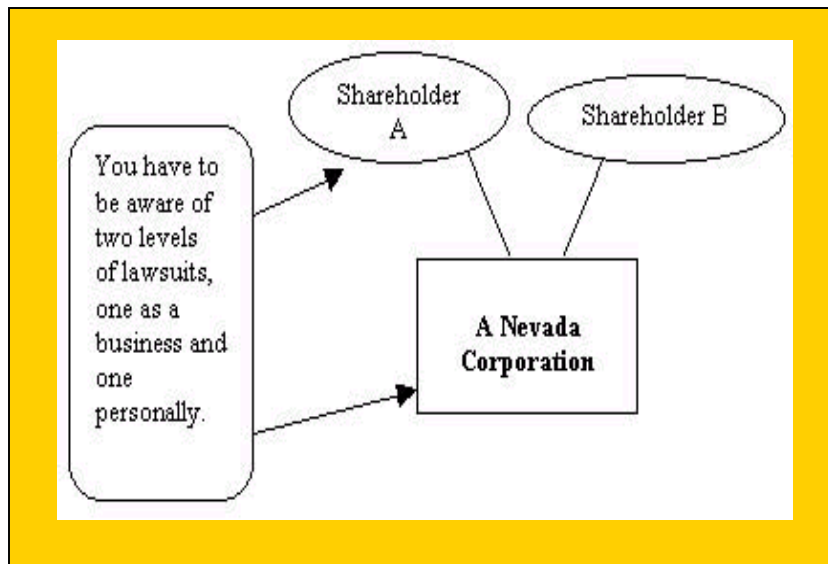 Shareholder
A
Shareholder B
You have to
be aware of
two levels
of lawsuits,
one as a
business and
one
personally.
A Nevada
Corporation